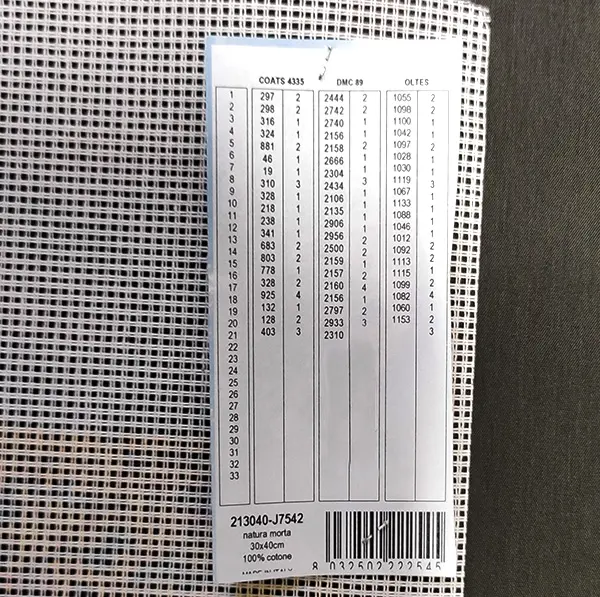 COATS 4335 DMC 89 OLTES
1 297 2 2444 2 1055 2
2 298 2 2742 2 1098 2
3 316 1 2740 1 1100 1
4 324 1 2156 1 1042 1
5 881 2 2158 2 1097 2
6 46 1 2666 1 1028 1
7 19 1 2304 1 1030 1
8 310 3 2434 3 1119 3
9 328 1 2106 1 1067 1
10 218 1 2135 1 1133 1
11 238 1 2906 1 1088 1
12 341 1 2956 2 1046 1
13 683 2 2500 2 1012 2
14 803 2 2159 1 1092 2
15 778 1 2157 2 1113 2
16 328 2 2160 4 1115 1
17 925 4 2156 1 1099 2
18 132 1 2797 2 1082 4
19 128 2 2933 3 1060 1
20 403 3 2310 1153 2
21 3
22
23
24
25
26
27
28
29
30
31
32
33
213040-J7542
natura morta
30x40cm
100% cotone
MADE IN ITALY
8 032502 222545